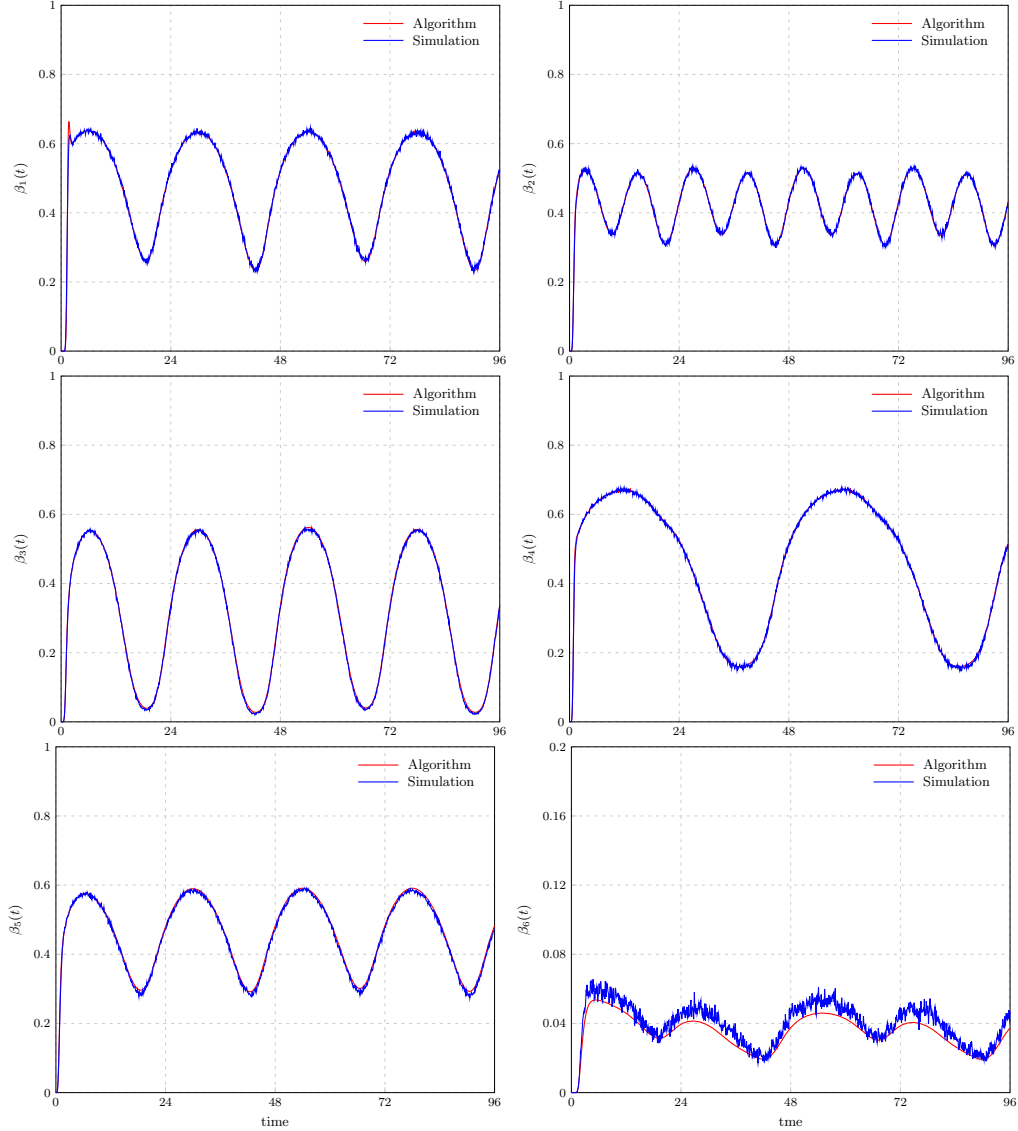 Algorithm
Simulation
1
0.8
0.6
0.4
0.2
0
β₁(t)
0 24 48 72 96
Algorithm
Simulation
1
0.8
0.6
0.4
0.2
0
β₂(t)
0 24 48 72 96
Algorithm
Simulation
1
0.8
0.6
0.4
0.2
0
β₃(t)
0 24 48 72 96
Algorithm
Simulation
1
0.8
0.6
0.4
0.2
0
β₄(t)
0 24 48 72 96
Algorithm
Simulation
1
0.8
0.6
0.4
0.2
0
β₅(t)
0 24 48 72 96
time
Algorithm
Simulation
0.2
0.16
0.12
0.08
0.04
0
β₆(t)
0 24 48 72 96
tme